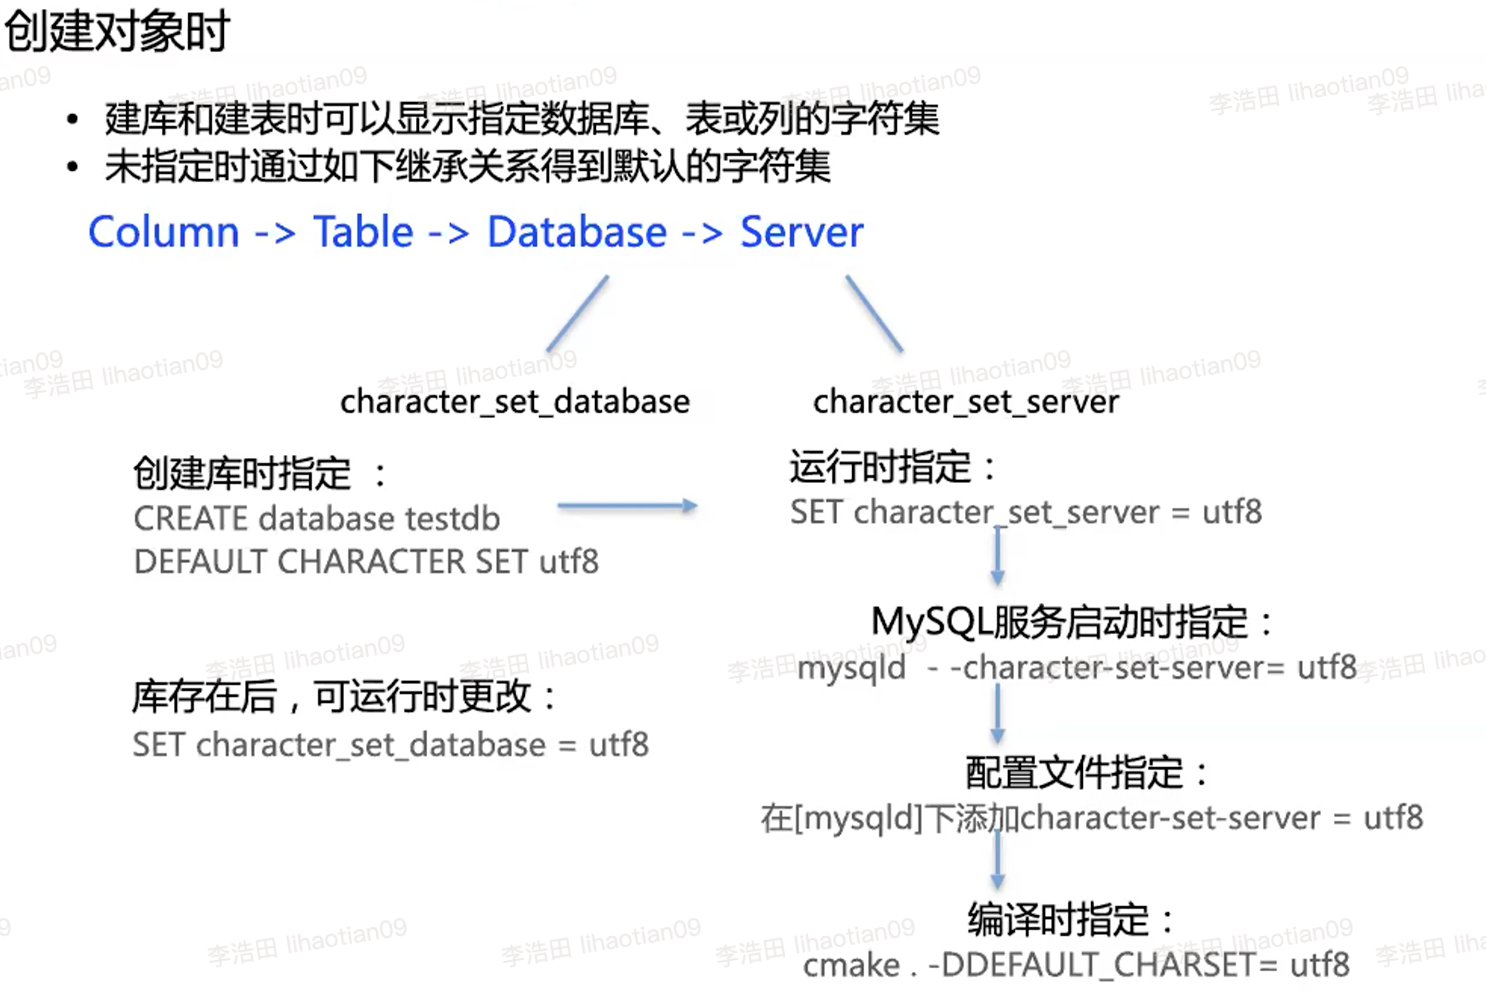 创建对象时
• 建库和建表时可以显示指定数据库、表或列的字符集
• 未指定时通过如下继承关系得到默认的字符集
Column -> Table -> Database -> Server
character_set_database
character_set_server
创建库时指定 ：
CREATE database testdb
DEFAULT CHARACTER SET utf8
库存在后，可运行时更改：
SET character_set_database = utf8
运行时指定：
SET character_set_server = utf8
MySQL服务启动时指定：
mysqld - -character-set-server= utf8
配置文件指定：
在[mysqld]下添加character-set-server = utf8
编译时指定：
cmake . -DDEFAULT_CHARSET= utf8
李浩田 lihaotian09